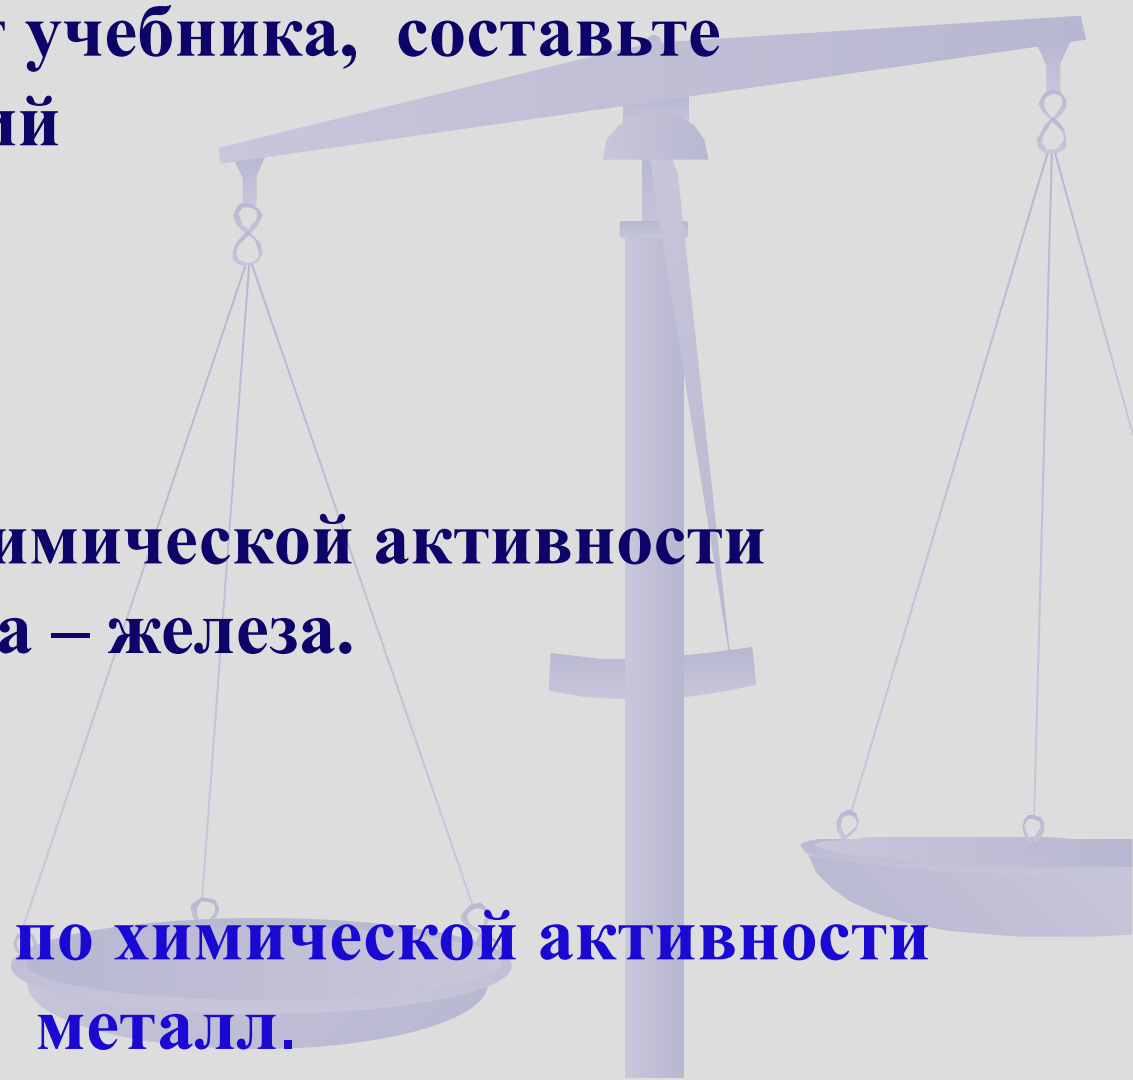 учебника, составьте
ий
имической активности
а – железа.
по химической активности
металл.